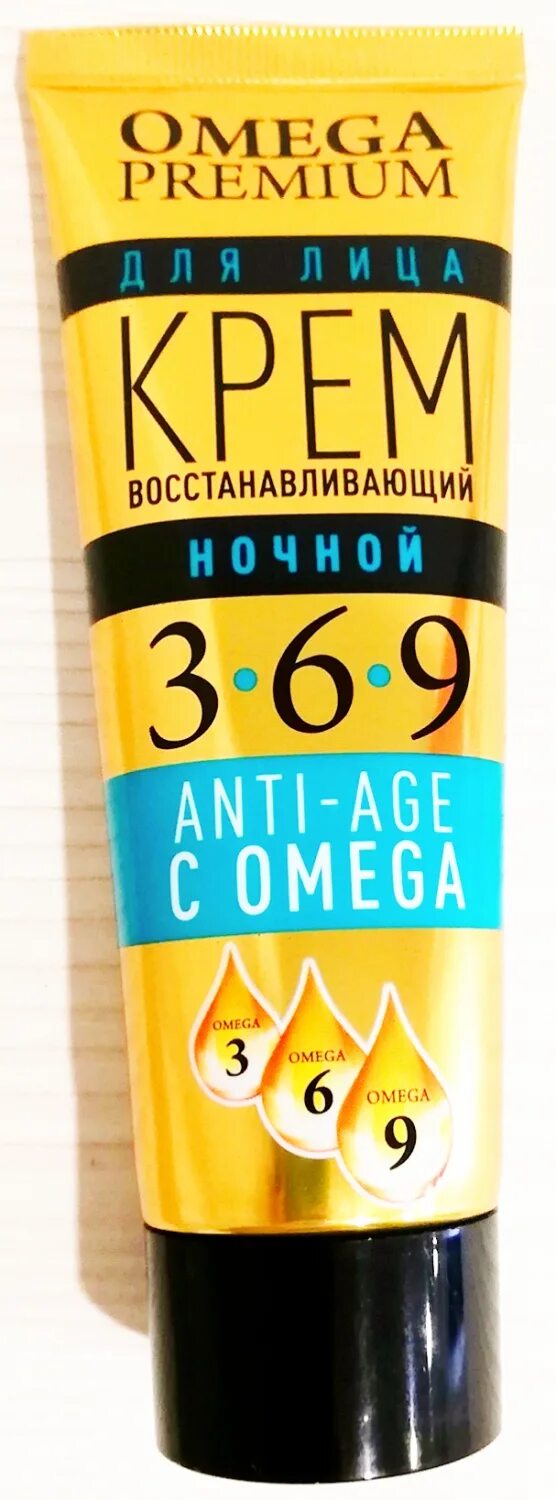 OMEGA
PREMIUM
ДЛЯ ЛИЦА
КРЕМ
ВОССТАНАВЛИВАЮЩИЙ
НОЧНОЙ
3•6•9
ANTI-AGE
С OMEGA
OMEGA
3
OMEGA
6
OMEGA
9